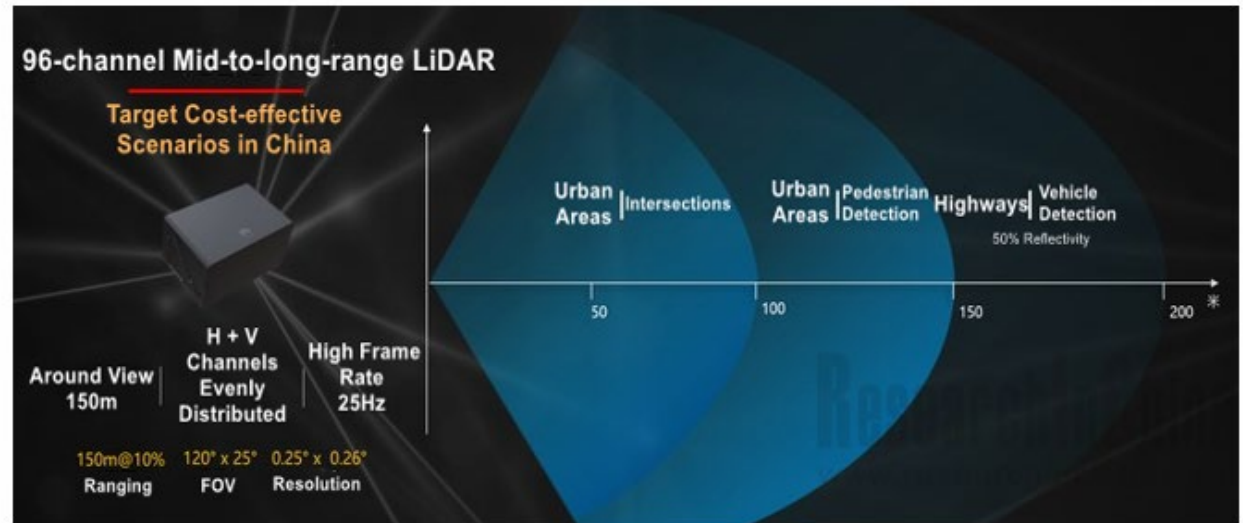 96-channel Mid-to-long-range LiDAR
Target Cost-effective
Scenarios in China
Urban
Areas
Intersections
Urban
Areas
Pedestrian
Detection
Highways
Vehicle
Detection
50% Reflectivity
50
100
150
200
米
Around View
150m
H + V
Channels
Evenly
Distributed
High Frame
Rate
25Hz
150m@10%
Ranging
120° x 25°
FOV
0.25° x 0.26°
Resolution